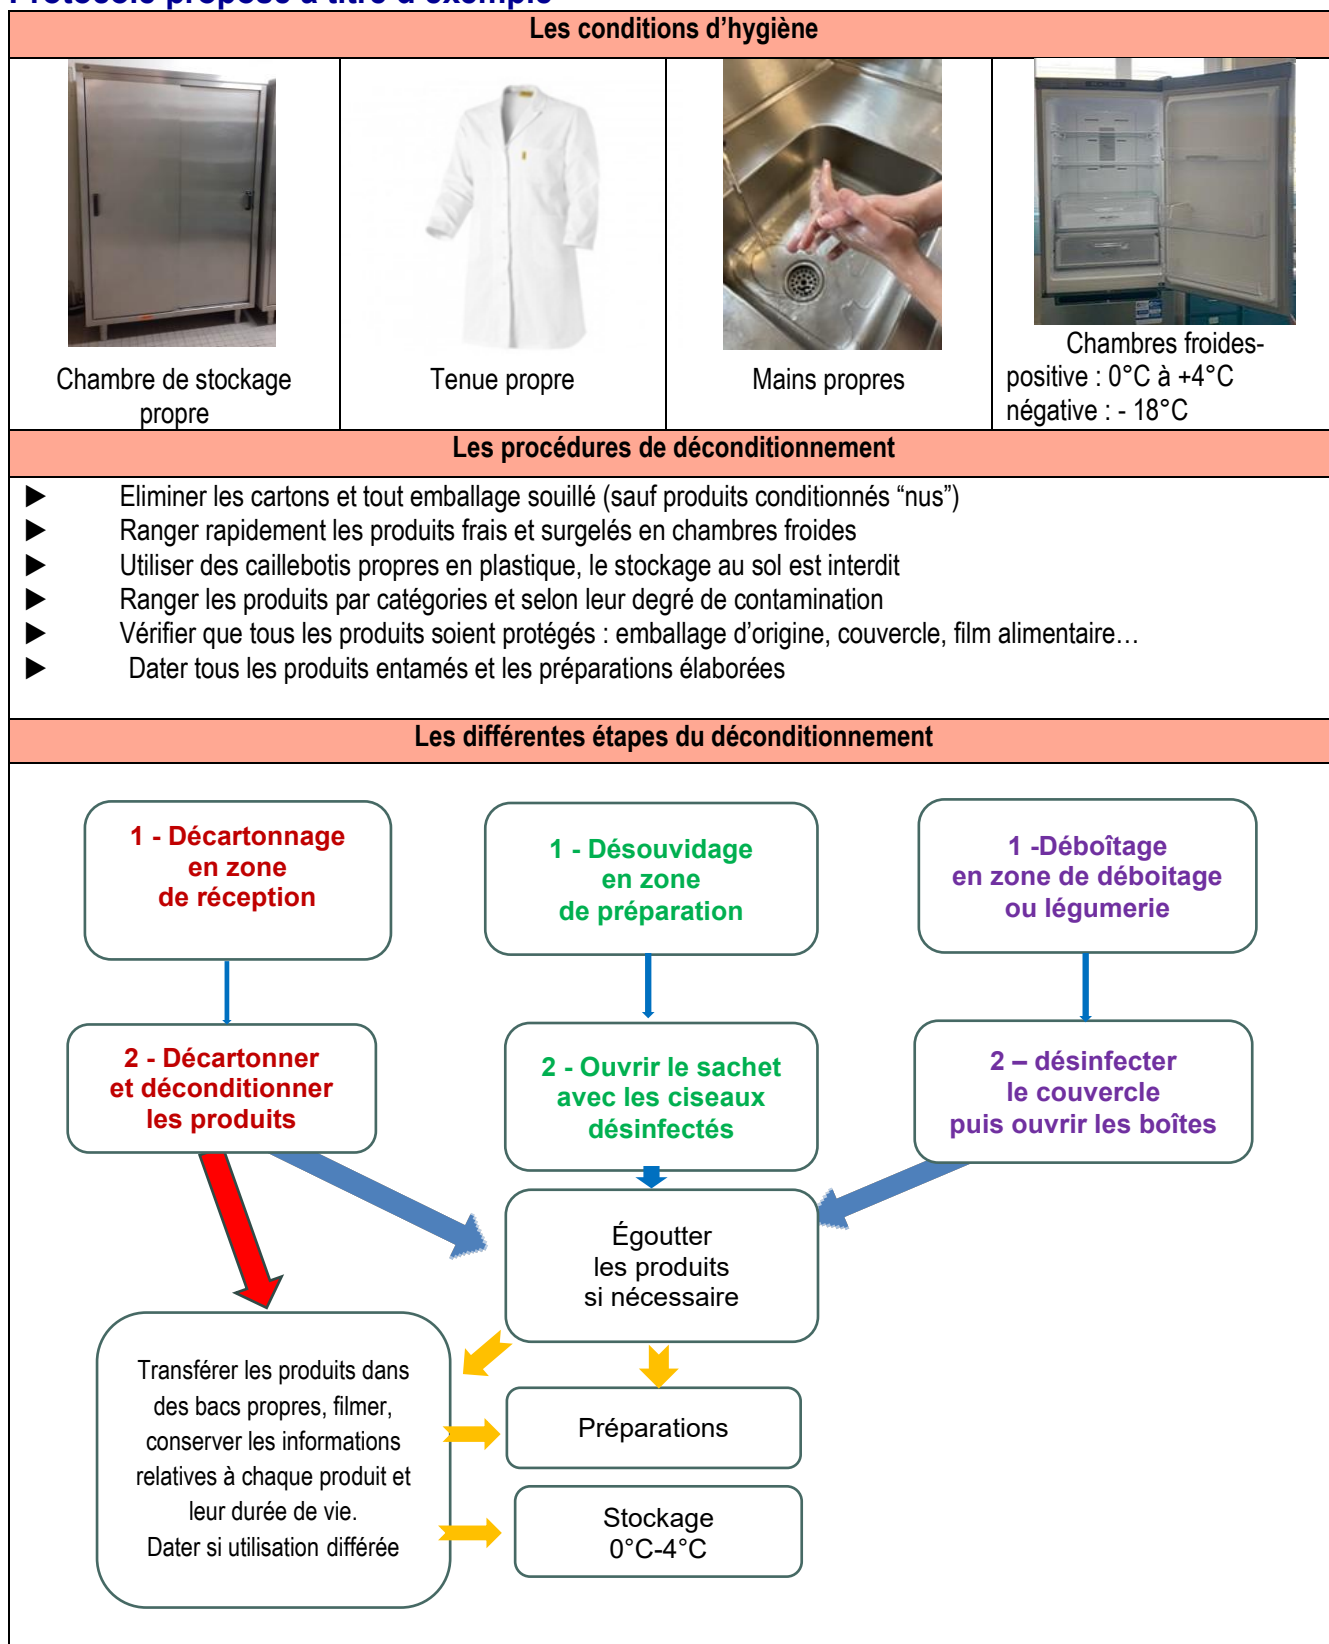 Protocole proposé à titre d'exemple
Les conditions d’hygiène
Chambre de stockage
propre
Tenue propre
Mains propres
Chambres froides-
positive : 0°C à +4°C
négative : - 18°C
Les procédures de déconditionnement
▶ Eliminer les cartons et tout emballage souillé (sauf produits conditionnés “nus”)
▶ Ranger rapidement les produits frais et surgelés en chambres froides
▶ Utiliser des caillebotis propres en plastique, le stockage au sol est interdit
▶ Ranger les produits par catégories et selon leur degré de contamination
▶ Vérifier que tous les produits soient protégés : emballage d’origine, couvercle, film alimentaire…
▶ Dater tous les produits entamés et les préparations élaborées
Les différentes étapes du déconditionnement
1 - Décartonnage
en zone
de réception
1 - Désouvidage
en zone
de préparation
1 -Déboîtage
en zone de déboitage
ou légumerie
2 - Décartonner
et déconditionner
les produits
2 - Ouvrir le sachet
avec les ciseaux
désinfectés
2 – désinfecter
le couvercle
puis ouvrir les boîtes
Égoutter
les produits
si nécessaire
Transférer les produits dans
des bacs propres, filmer,
conserver les informations
relatives à chaque produit et
leur durée de vie.
Dater si utilisation différée
Préparations
Stockage
0°C-4°C